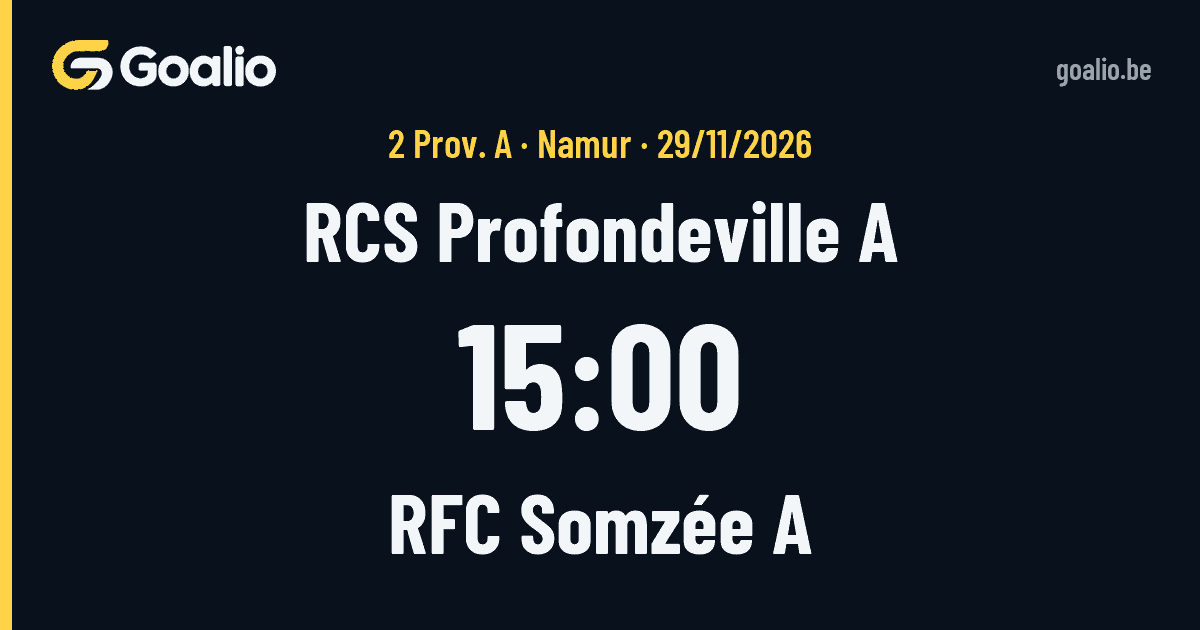 Goalio
goalio.be
2 Prov. A · Namur · 29/11/2026
RCS Profondeville A
15:00
RFC Somzée A